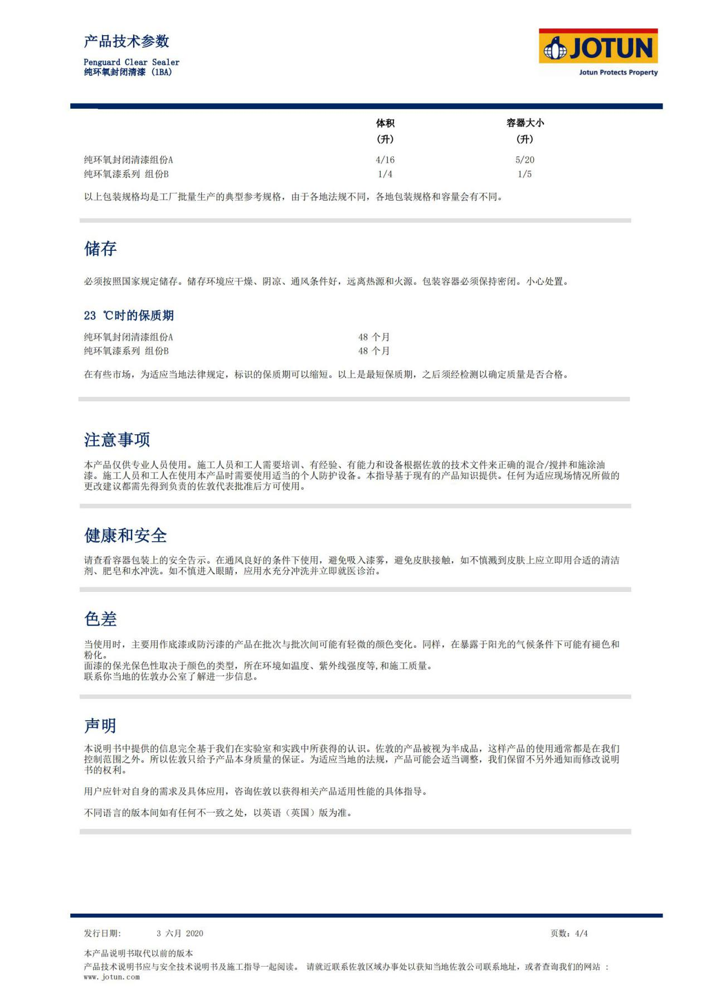 产品技术参数
Penguard Clear Sealer
纯环氧封闭清漆 (1BA)
JOTUN
Jotun Protects Property
体积 容器大小
(升) (升)
纯环氧封闭清漆组份A 4/16 5/20
纯环氧漆系列 组份B 1/4 1/5
以上包装规格均是工厂批量生产的典型参考规格，由于各地法规不同，各地包装规格和容量会有不同。
储存
必须按照国家规定储存。储存环境应干燥、阴凉、通风条件好，远离热源和火源。包装容器必须保持密闭。小心处置。
23 ℃时的保质期
纯环氧封闭清漆组份A 48 个月
纯环氧漆系列 组份B 48 个月
在有些市场，为适应当地法律规定，标识的保质期可以缩短。以上是最短保质期，之后须经检测以确定质量是否合格。
注意事项
本产品仅供专业人员使用。施工人员和工人需要培训、有经验、有能力和设备根据佐敦的技术文件来正确的混合/搅拌和施涂油
漆。施工人员和工人在使用本产品时需要使用适当的个人防护设备。本指导基于现有的产品知识提供。任何为适应现场情况所做的
更改建议都需先得到负责的佐敦代表批准后方可使用。
健康和安全
请查看容器包装上的安全告示。在通风良好的条件下使用，避免吸入漆雾，避免皮肤接触，如不慎溅到皮肤上应立即用合适的清洁
剂、肥皂和水冲洗。如不慎进入眼睛，应用水充分冲洗并立即就医诊治。
色差
当使用时，主要用作底漆或防污漆的产品在批次与批次间可能有轻微的颜色变化。同样，在暴露于阳光的气候条件下可能有褪色和
粉化。
面漆的保光保色性取决于颜色的类型，所在环境如温度、紫外线强度等,和施工质量。
联系你当地的佐敦办公室了解进一步信息。
声明
本说明书中提供的信息完全基于我们在实验室和实践中所获得的认识。佐敦的产品被视为半成品，这样产品的使用通常都是在我们
控制范围之外。所以佐敦只给予产品本身质量的保证。为适应当地的法规，产品可能会适当调整，我们保留不另外通知而修改说明
书的权利。
用户应针对自身的需求及具体应用，咨询佐敦以获得相关产品适用性能的具体指导。
不同语言的版本间如有任何不一致之处，以英语（英国）版为准。
发行日期: 3 六月 2020 页数: 4/4
本产品说明书取代以前的版本
产品技术说明书应与安全技术说明书及施工指导一起阅读。 请就近联系佐敦区域办事处以获知当地佐敦公司联系地址，或者查询我们的网站 :
www.jotun.com